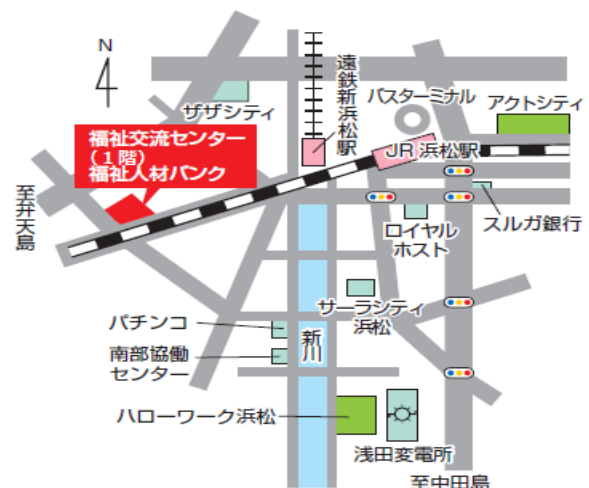 N
ザザシティ
遠鉄新浜松駅
バスターミナル
アクトシティ
福祉交流センター
(1階)
福祉人材バンク
JR 浜松駅
至弁天島
スルガ銀行
ロイヤル
ホスト
サーラシティ
浜松
パチンコ
新川
南部協働
センター
ハローワーク浜松
浅田変電所
至中田島